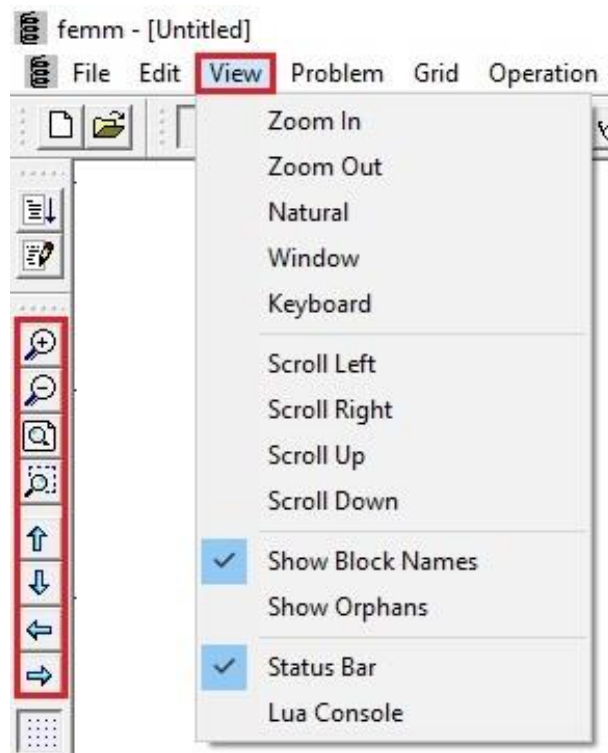 femm - [Untitled]
File Edit View Problem Grid Operation
Zoom In
Zoom Out
Natural
Window
Keyboard
Scroll Left
Scroll Right
Scroll Up
Scroll Down
Show Block Names
Show Orphans
Status Bar
Lua Console